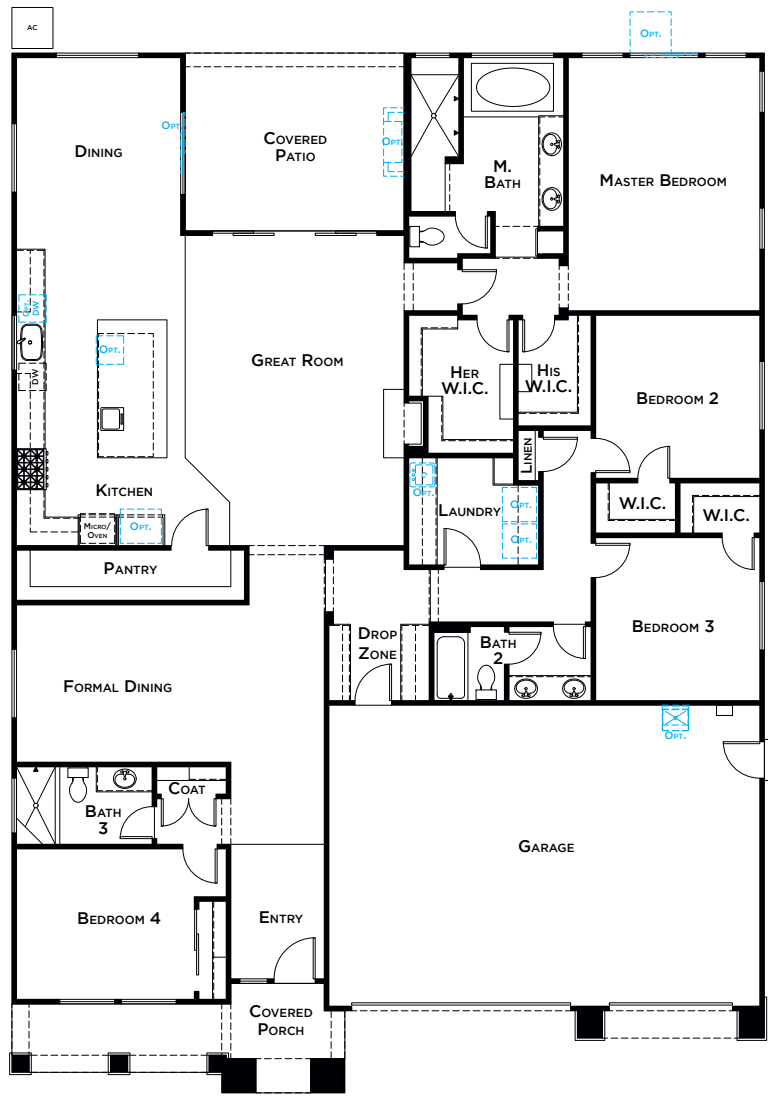 AC
OPT.
DINING
OPT.
COVERED
PATIO
OPT.
M.
BATH
MASTER BEDROOM
OPT.
DW
OPT.
DW
GREAT ROOM
HER
W.I.C.
HIS
W.I.C.
BEDROOM 2
LINEN
KITCHEN
OPT.
LAUNDRY
OPT.
OPT.
W.I.C.
W.I.C.
MICRO/
OVEN
OPT.
PANTRY
DROP
ZONE
BATH
2
BEDROOM 3
FORMAL DINING
OPT.
COAT
BATH
3
GARAGE
BEDROOM 4
ENTRY
COVERED
PORCH